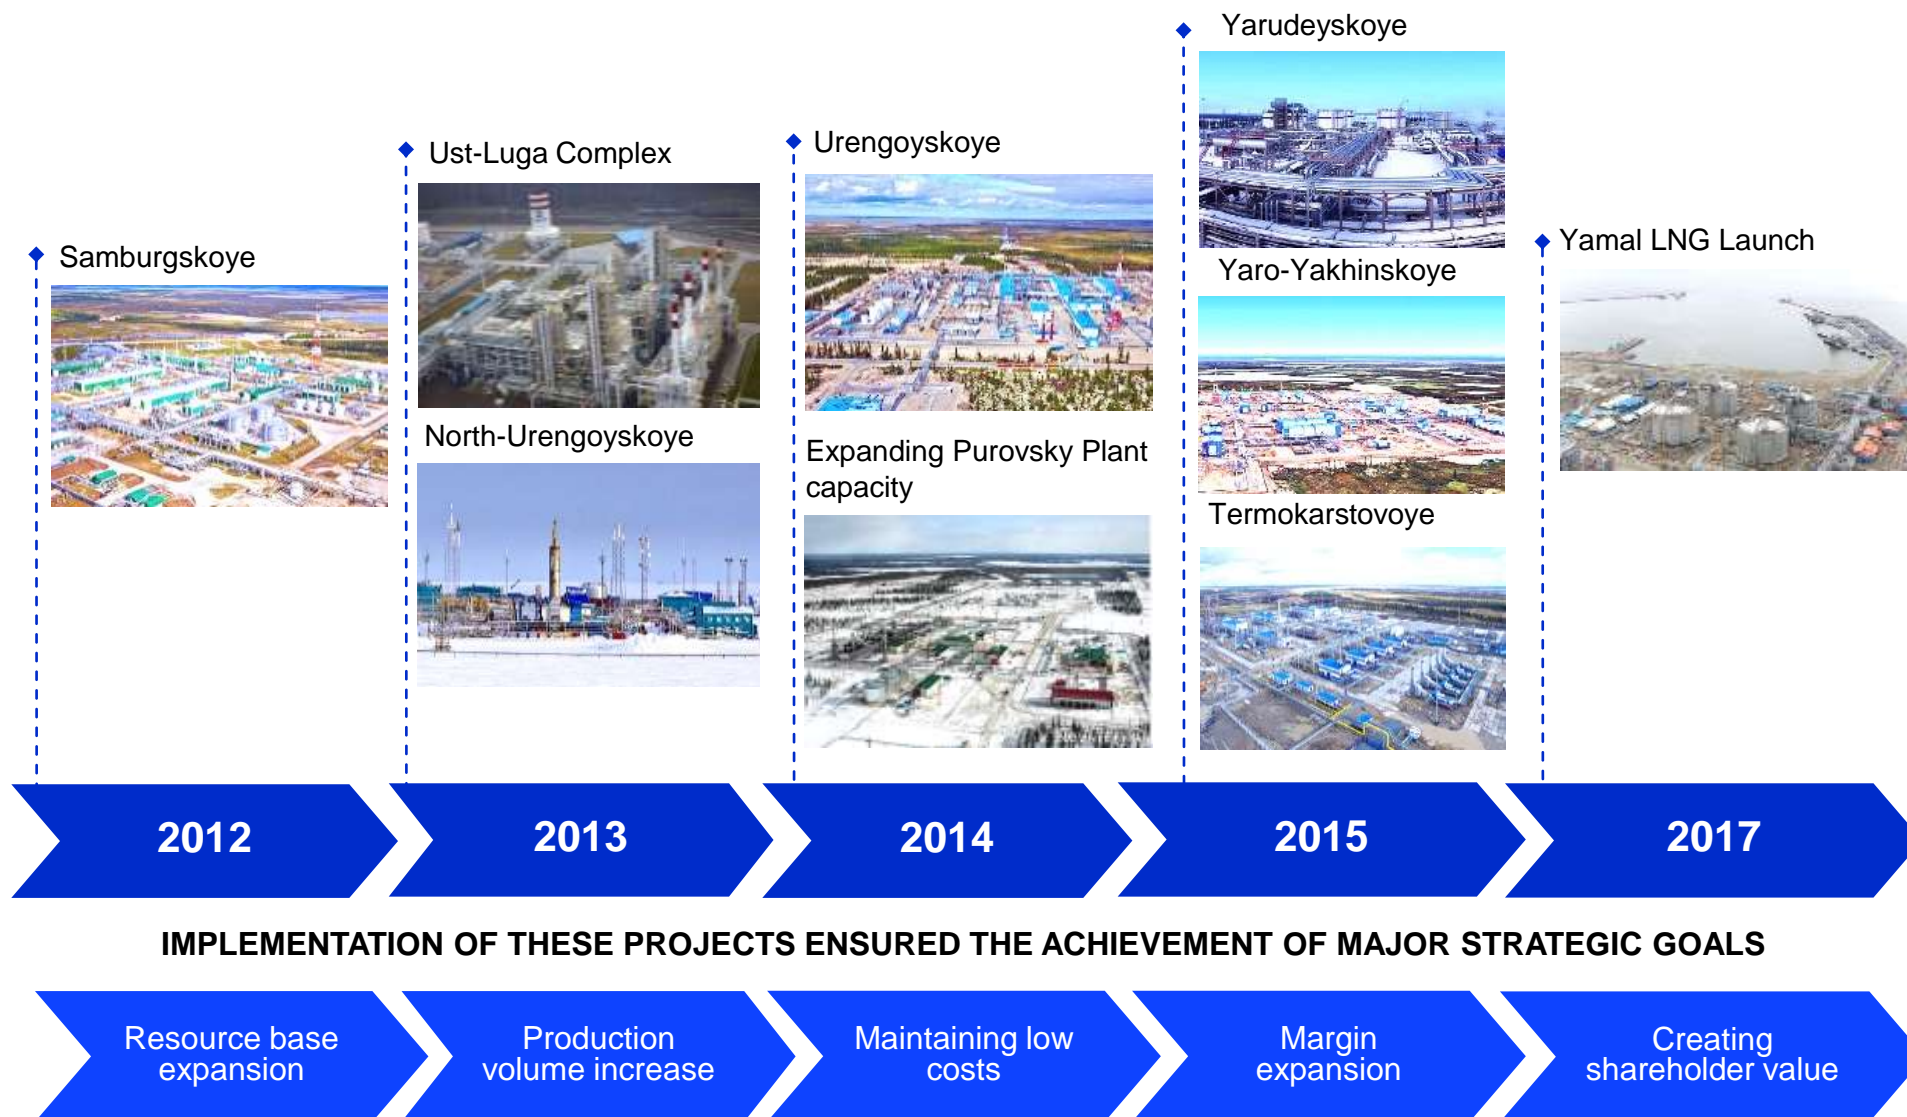 Samburgskoye
Ust-Luga Complex
North-Urengoyskoye
Urengoyskoye
Expanding Purovsky Plant
capacity
Yarudeyskoye
Yaro-Yakhinskoye
Termokarstovoye
Yamal LNG Launch
2012
2013
2014
2015
2017
IMPLEMENTATION OF THESE PROJECTS ENSURED THE ACHIEVEMENT OF MAJOR STRATEGIC GOALS
Resource base
expansion
Production
volume increase
Maintaining low
costs
Margin
expansion
Creating
shareholder value